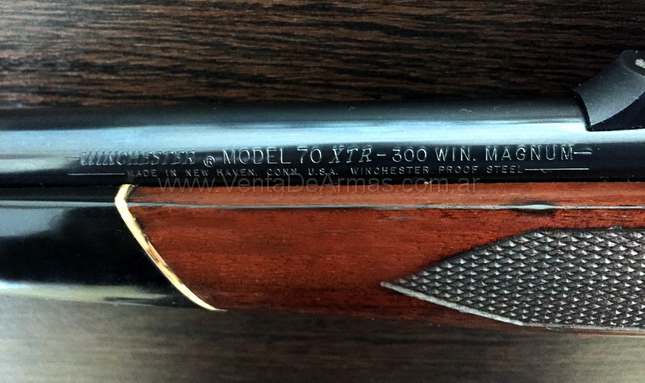 WINCHESTER ® MODEL 70 XTR-300 WIN. MAGNUM
MADE IN NEW HAVEN, CONN. U.S.A. WINCHESTER PROOF STEEL
www.VentaDeArmas.com.ar